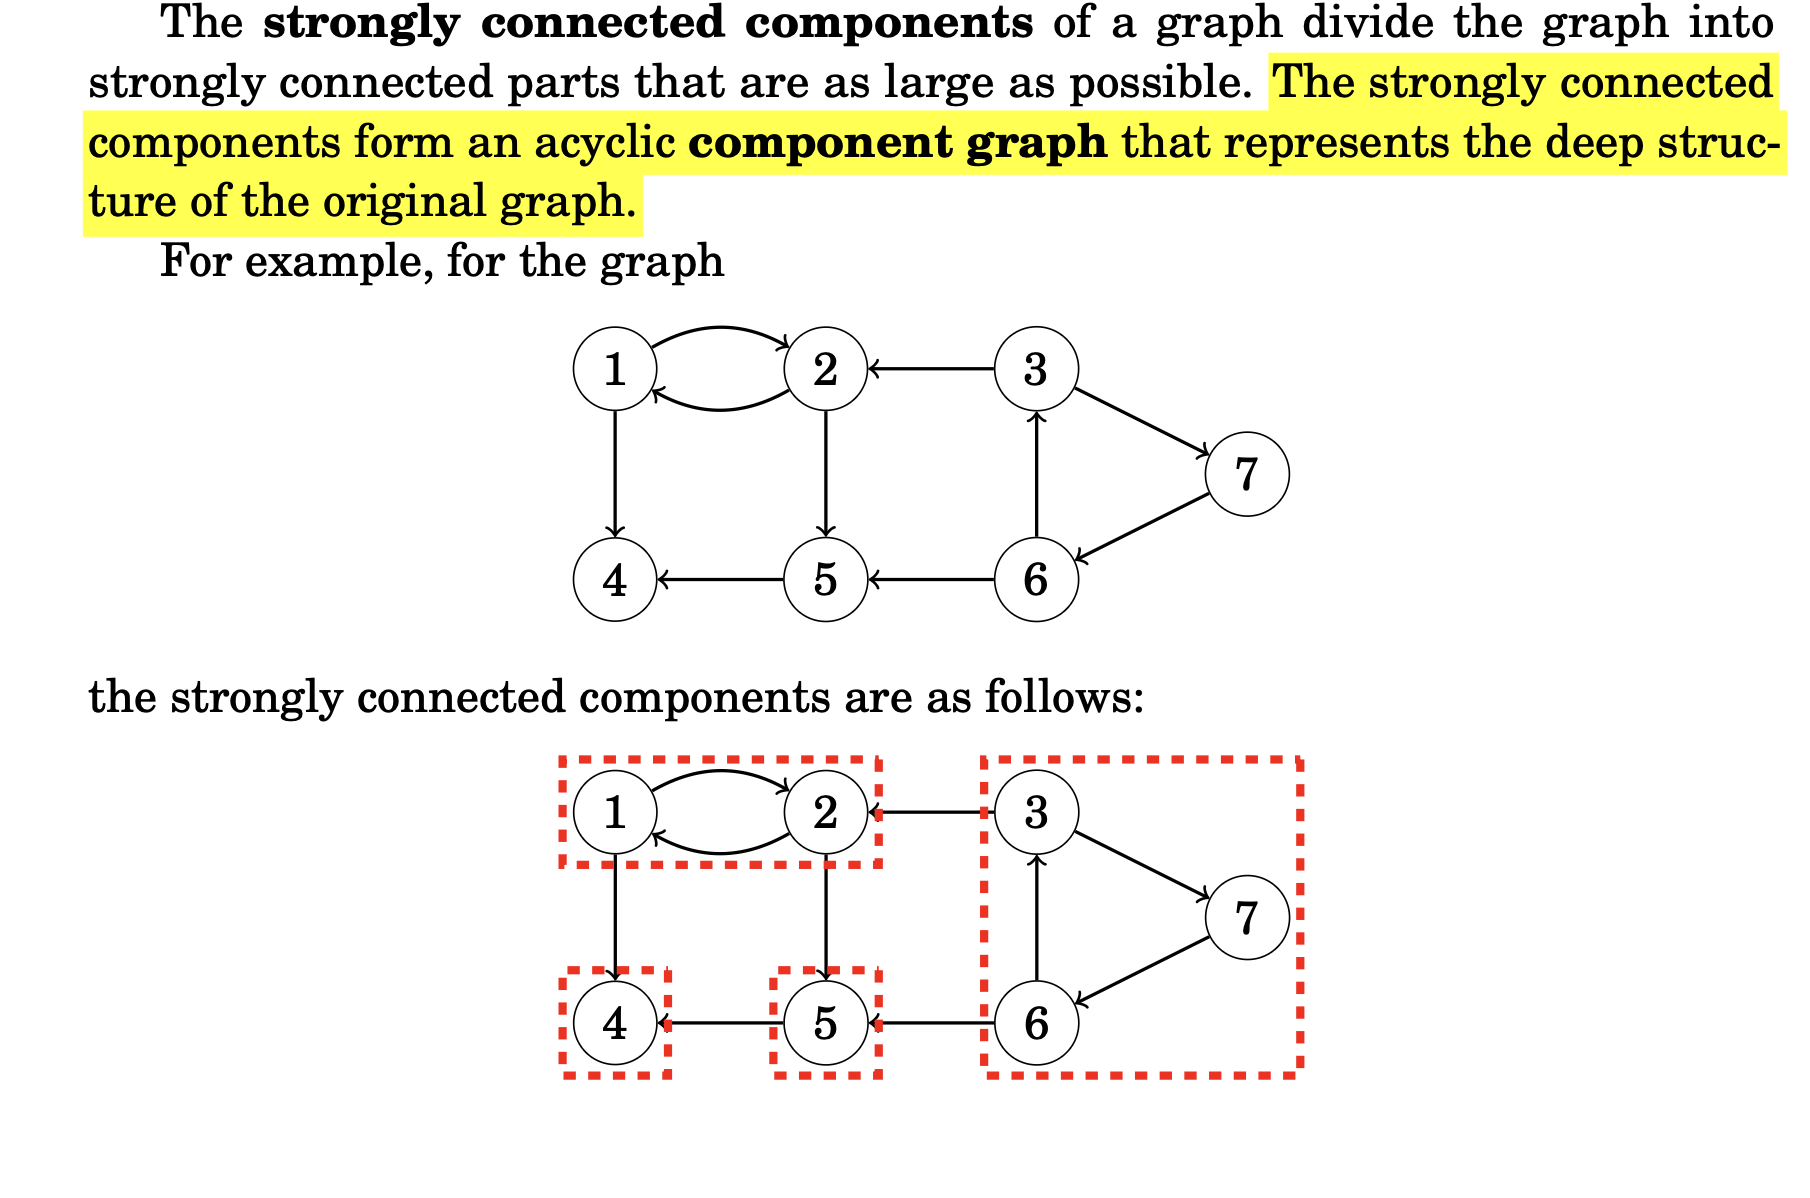 The strongly connected components of a graph divide the graph into
strongly connected parts that are as large as possible. The strongly connected
components form an acyclic component graph that represents the deep struc-
ture of the original graph.
For example, for the graph
1 2 3
7
4 5 6
the strongly connected components are as follows:
1 2 3
7
4 5 6